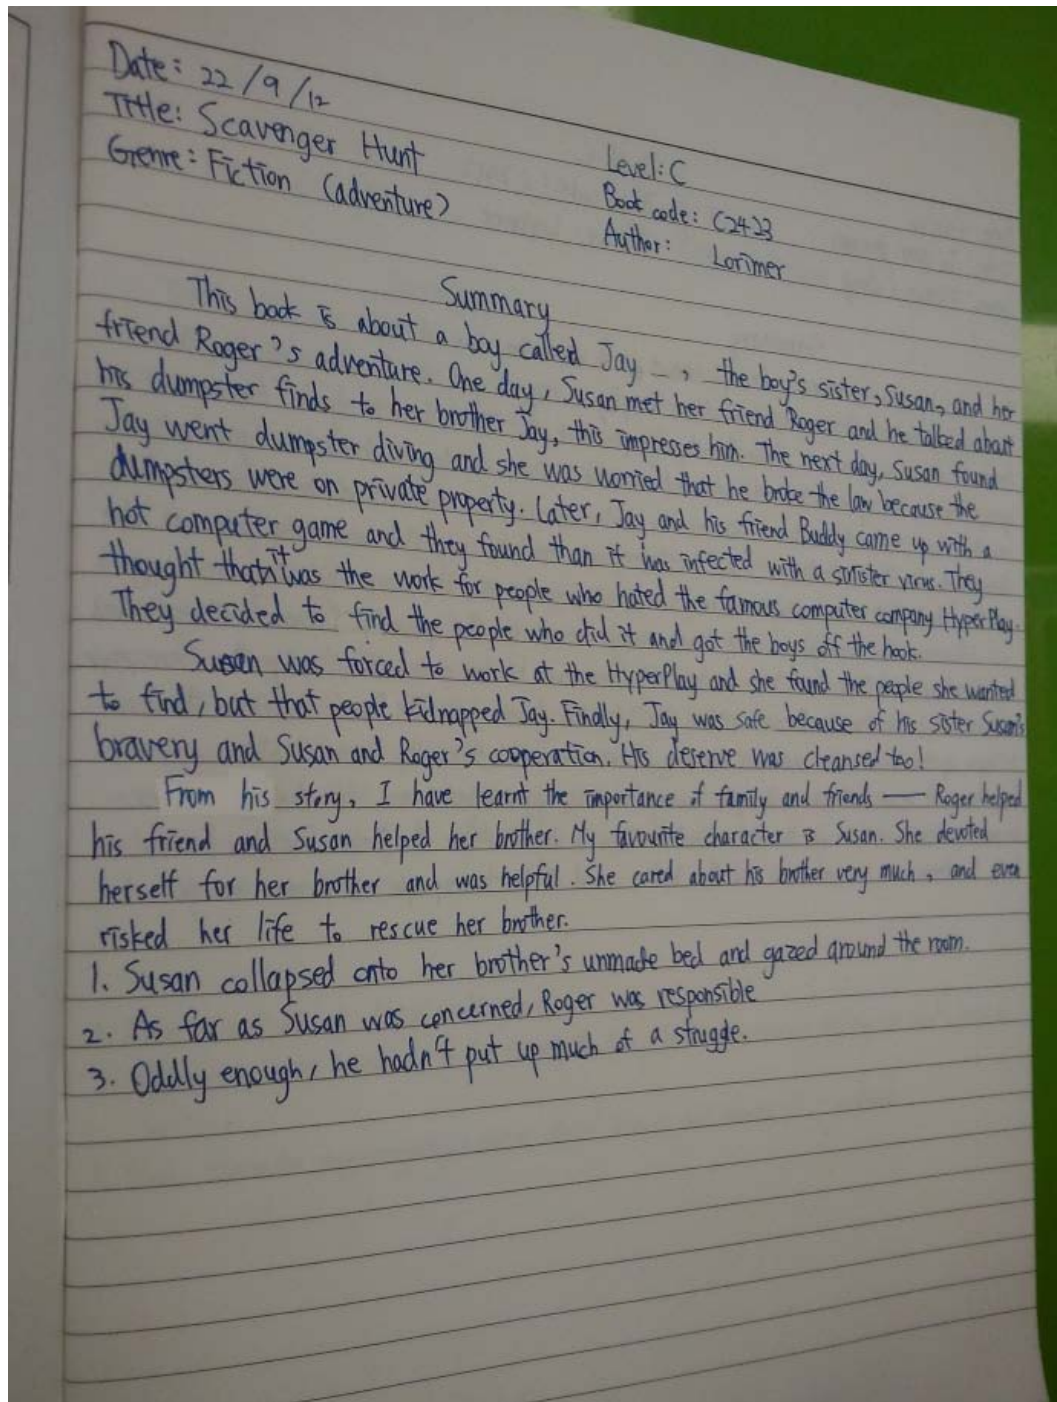 Date: 22/9/12
Title: Scavenger Hunt
Level: C
Genre: Fiction (adventure)
Book code: C2423
Author: Lorimer
Summary
This book is about a boy called Jay , the boy's sister, Susan, and her
friend Roger's adventure. One day, Susan met her friend Roger and he talked about
his dumpster finds to her brother Jay, this impresses him. The next day, Susan found
Jay went dumpster diving and she was worried that he broke the law because the
dumpsters were on private property. Later, Jay and his friend Buddy came up with a
hot computer game and they found than it was infected with a sinister virus. They
thought that it was the work for people who hated the famous computer company HyperPlay.
They decided to find the people who did it and got the boys off the hook.
Susan was forced to work at the HyperPlay and she found the people she wanted
to find, but that people kidnapped Jay. Finally, Jay was safe because of his sister Susan's
bravery and Susan and Roger's cooperation. His deserve was cleansed too!
From his story, I have learnt the importance of family and friends — Roger helped
his friend and Susan helped her brother. My favourite character is Susan. She devoted
herself for her brother and was helpful. She cared about his brother very much, and even
risked her life to rescue her brother.
1. Susan collapsed onto her brother's unmade bed and gazed around the room.
2. As far as Susan was concerned, Roger was responsible
3. Oddly enough, he hadn't put up much of a struggle.